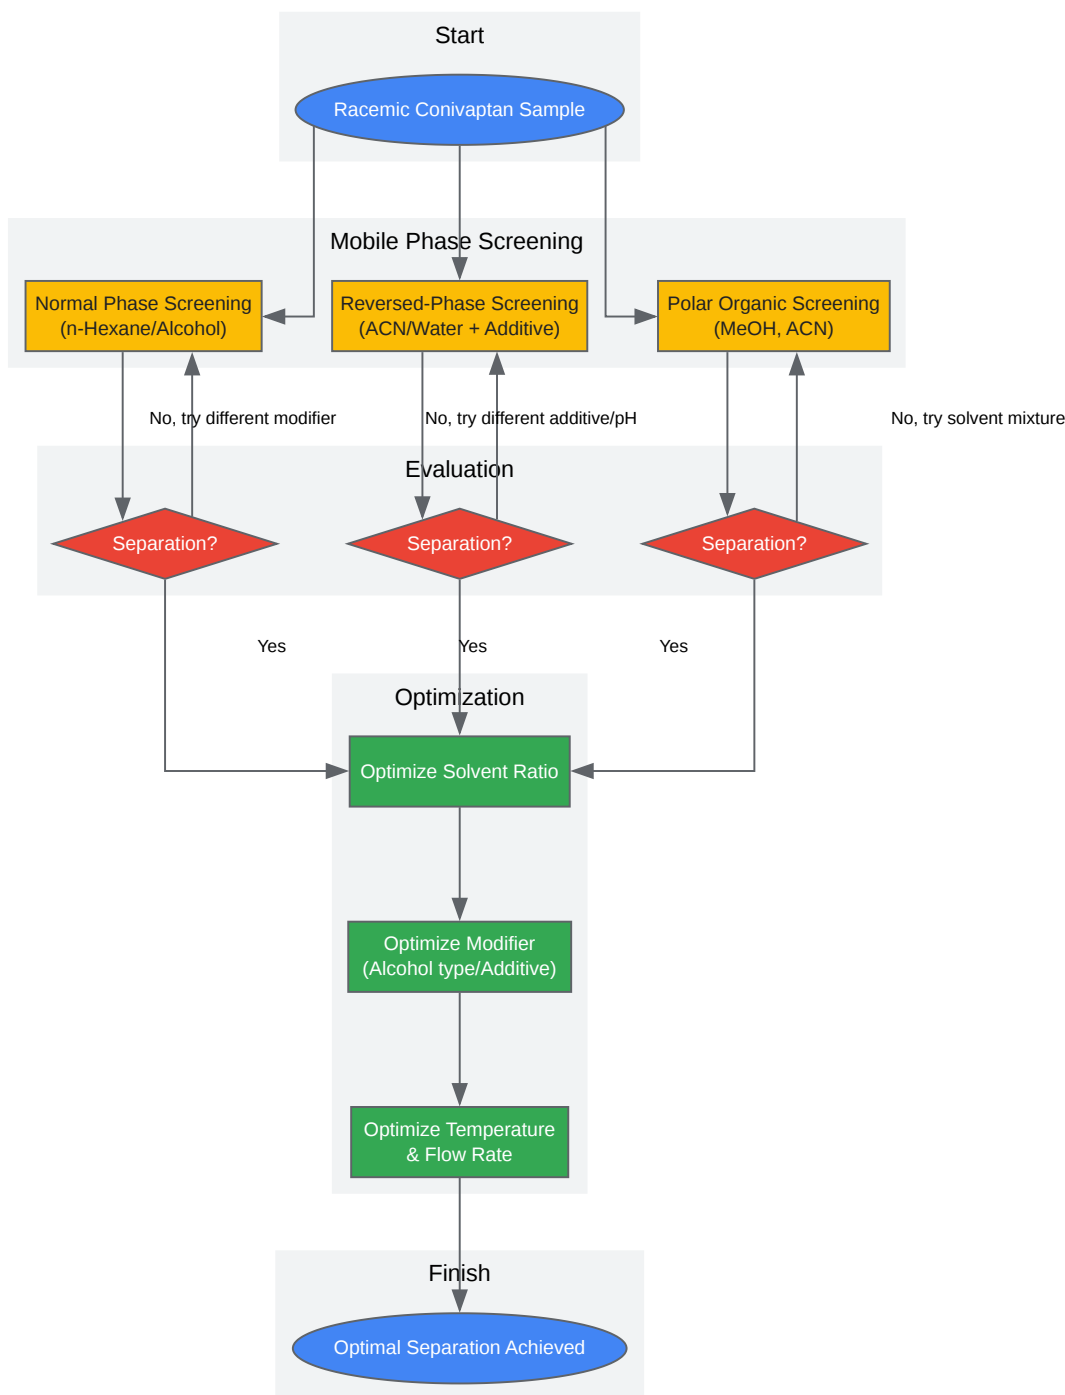 Start
Racemic Conivaptan Sample
Mobile Phase Screening
Normal Phase Screening
(n-Hexane/Alcohol)
Reversed-Phase Screening
(ACN/Water + Additive)
Polar Organic Screening
(MeOH, ACN)
No, try different modifier
No, try different additive/pH
No, try solvent mixture
Evaluation
Separation?
Separation?
Separation?
Yes
Yes
Yes
Optimization
Optimize Solvent Ratio
Optimize Modifier
(Alcohol type/Additive)
Optimize Temperature
& Flow Rate
Finish
Optimal Separation Achieved